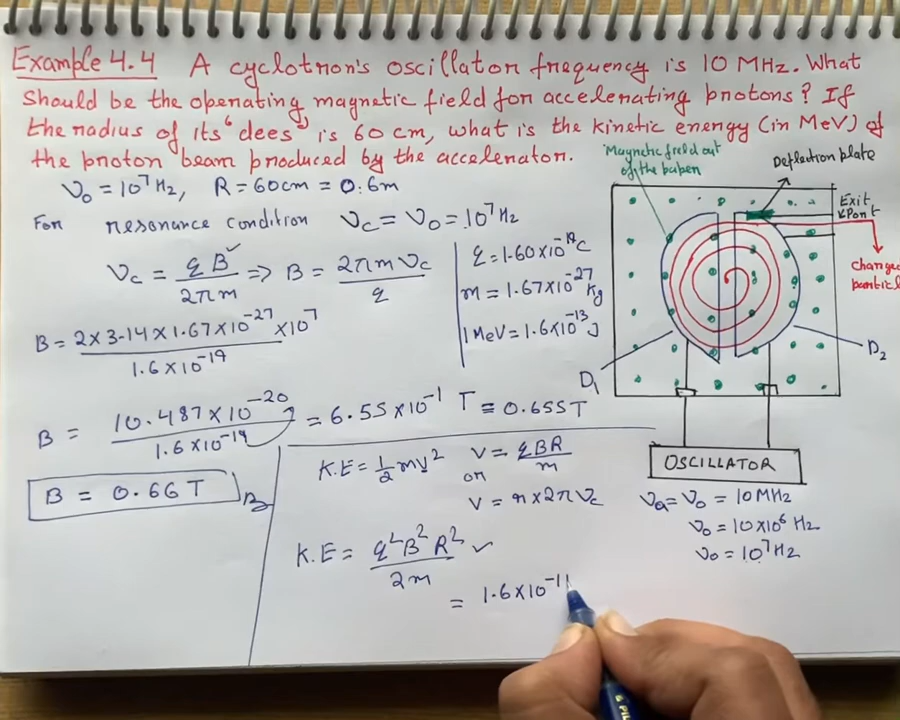 Example 4.4 A cyclotron's oscillator frequency is 10 MHz. What
should be the operating magnetic field for accelerating protons? If
the radius of its "dees" is 60 cm, what is the kinetic energy (in MeV) of
the proton beam produced by the accelerator.
ν₀ = 10⁷ Hz, R = 60cm = 0.6m
For resonance condition ν_c = ν₀ = 10⁷ Hz
ν_c = qB/2πm ⇒ B = 2πmν_c/q
q = 1.60×10⁻¹⁹C
m = 1.67×10⁻²⁷ Kg
1 MeV = 1.6×10⁻¹³ J
B = 2×3.14×1.67×10⁻²⁷×10⁷/1.6×10⁻¹⁹
B = 10.487×10⁻²⁰/1.6×10⁻¹⁹ = 6.55×10⁻¹ T = 0.655T
B = 0.66 T
K.E = ½mv² v = qBR/m
or
v = r×2πν_c
K.E = q²B²R²/2m ✓
= 1.6×10⁻¹
Magnetic field out
of the paper
Deflection plate
Exit
Port
Charged
particle
D₁
D₂
OSCILLATOR
ν_a = ν₀ = 10 MHz
ν₀ = 10×10⁶ Hz
ν₀ = 10⁷ Hz